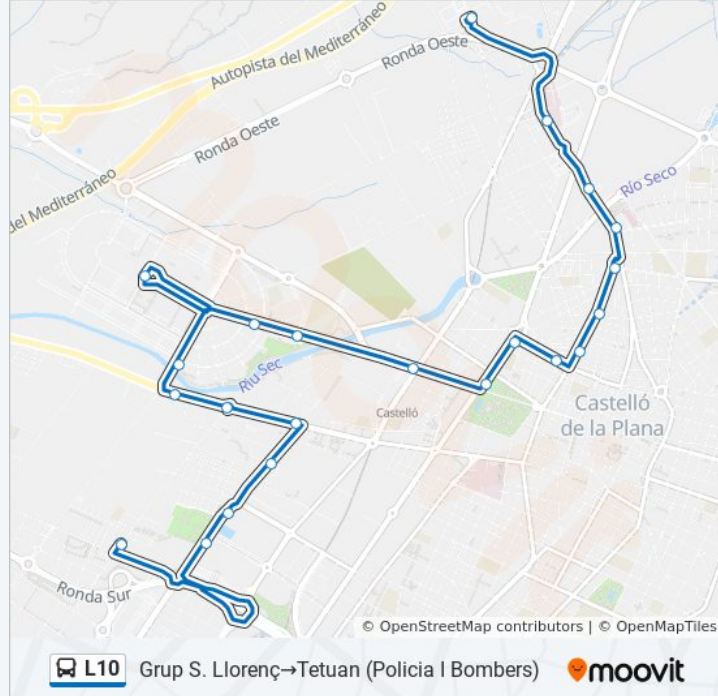 Autopista del Mediterráneo
Ronda Oeste
Ronda Oeste
del Mediterráneo
Río Seco
Riu Sec
Castelló
Castelló
de la Plana
Ronda Sur
© OpenStreetMap contributors | © OpenMapTiles
L10 Grup S. Llorenç→Tetuan (Policia I Bombers) moovit